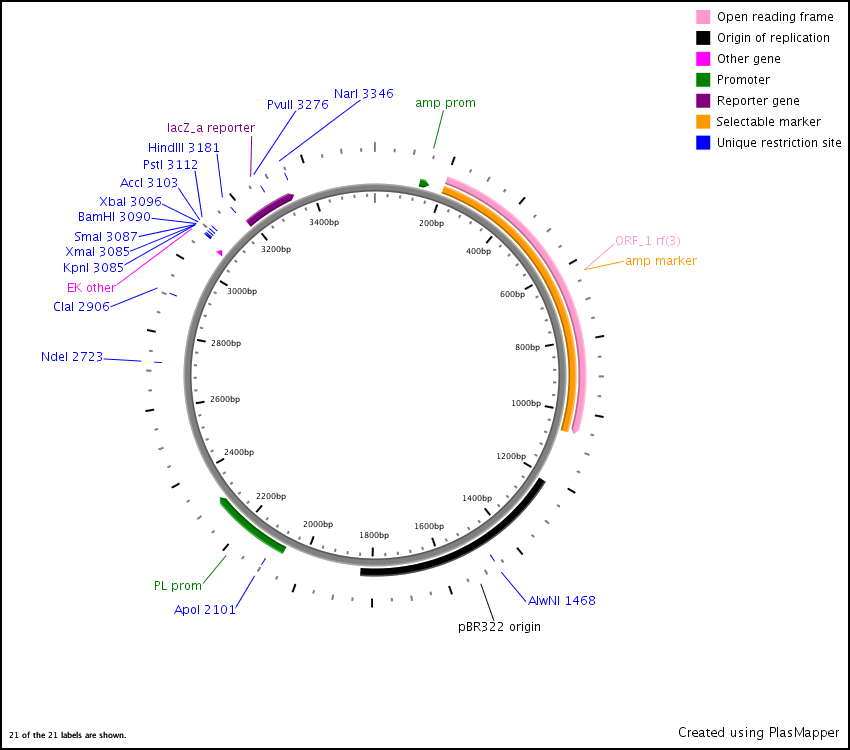 Open reading frame
Origin of replication
Other gene
Promoter
Reporter gene
Selectable marker
Unique restriction site
NarI 3346
PvuII 3276
amp prom
lacZ_a reporter
HindIII 3181
PstI 3112
AccI 3103
XbaI 3096
BamHI 3090
SmaI 3087
XmaI 3085
KpnI 3085
EK other
ClaI 2906
NdeI 2723
ORF_1 rf(3)
amp marker
3400bp
200bp
3200bp
400bp
3000bp
600bp
2800bp
800bp
2600bp
1000bp
2400bp
1200bp
2200bp
1400bp
2000bp
1600bp
1800bp
PL prom
ApoI 2101
AlwNI 1468
pBR322 origin
21 of the 21 labels are shown.
Created using PlasMapper